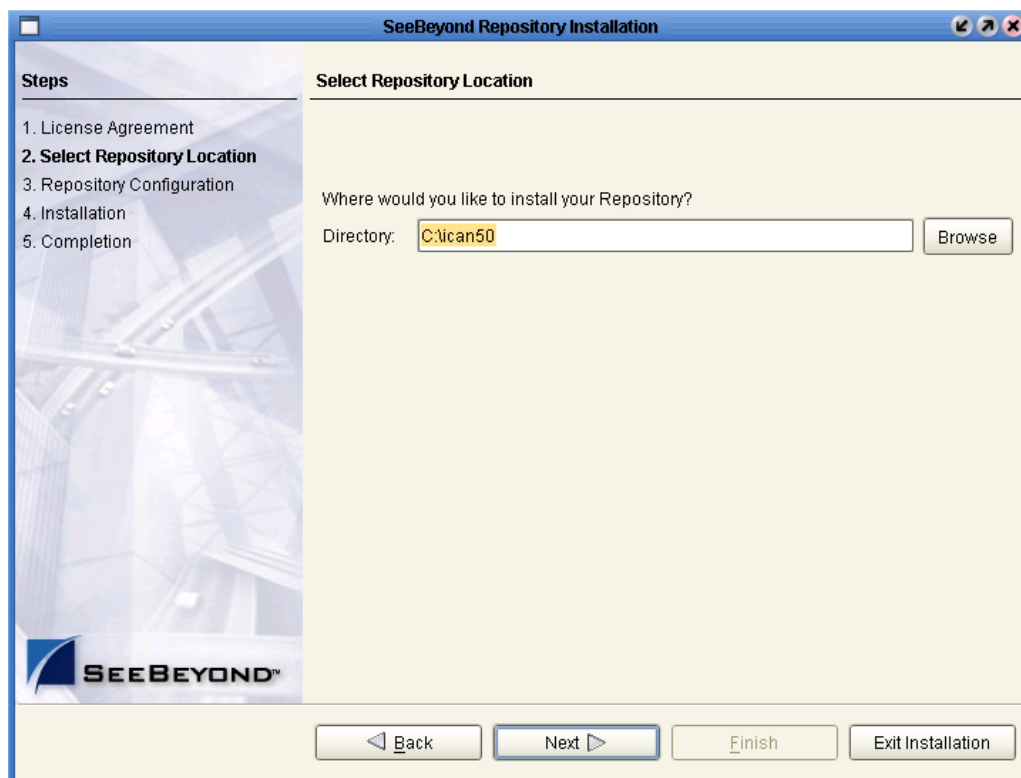 SeeBeyond Repository Installation
Steps
1. License Agreement
2. Select Repository Location
3. Repository Configuration
4. Installation
5. Completion
SEEBEYOND™
Select Repository Location
Where would you like to install your Repository?
Directory: C:\ican50 Browse
Back Next Finish Exit Installation